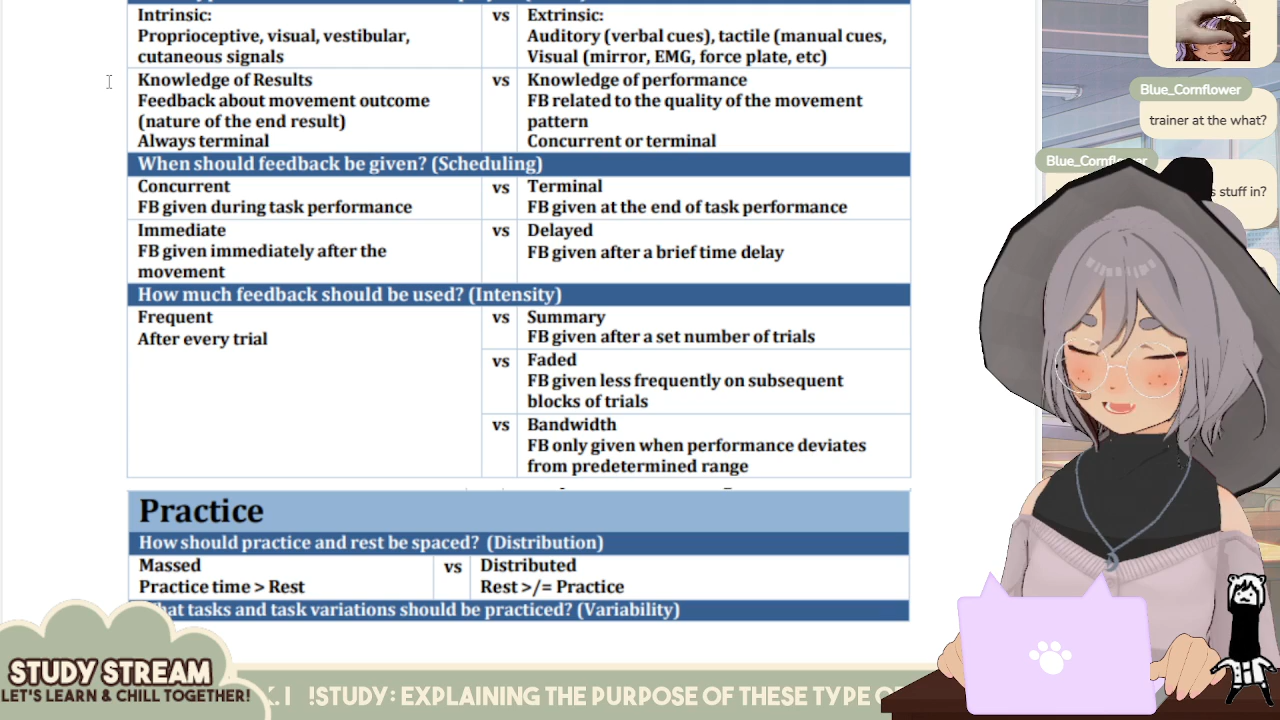 Intrinsic: vs Extrinsic:
Proprioceptive, visual, vestibular, Auditory (verbal cues), tactile (manual cues,
cutaneous signals Visual (mirror, EMG, force plate, etc)
Knowledge of Results vs Knowledge of performance
Feedback about movement outcome FB related to the quality of the movement
(nature of the end result) pattern
Always terminal Concurrent or terminal
When should feedback be given? (Scheduling)
Concurrent vs Terminal
FB given during task performance FB given at the end of task performance
Immediate vs Delayed
FB given immediately after the FB given after a brief time delay
movement
How much feedback should be used? (Intensity)
Frequent vs Summary
After every trial FB given after a set number of trials
vs Faded
FB given less frequently on subsequent
blocks of trials
vs Bandwidth
FB only given when performance deviates
from predetermined range
Practice
How should practice and rest be spaced? (Distribution)
Massed vs Distributed
Practice time > Rest Rest >/= Practice
tasks and task variations should be practiced? (Variability)
Blue_Cornflower
trainer at the what?
stuff in?
STUDY STREAM
LET'S LEARN & CHILL TOGETHER!
!STUDY: EXPLAINING THE PURPOSE OF THESE TYPE